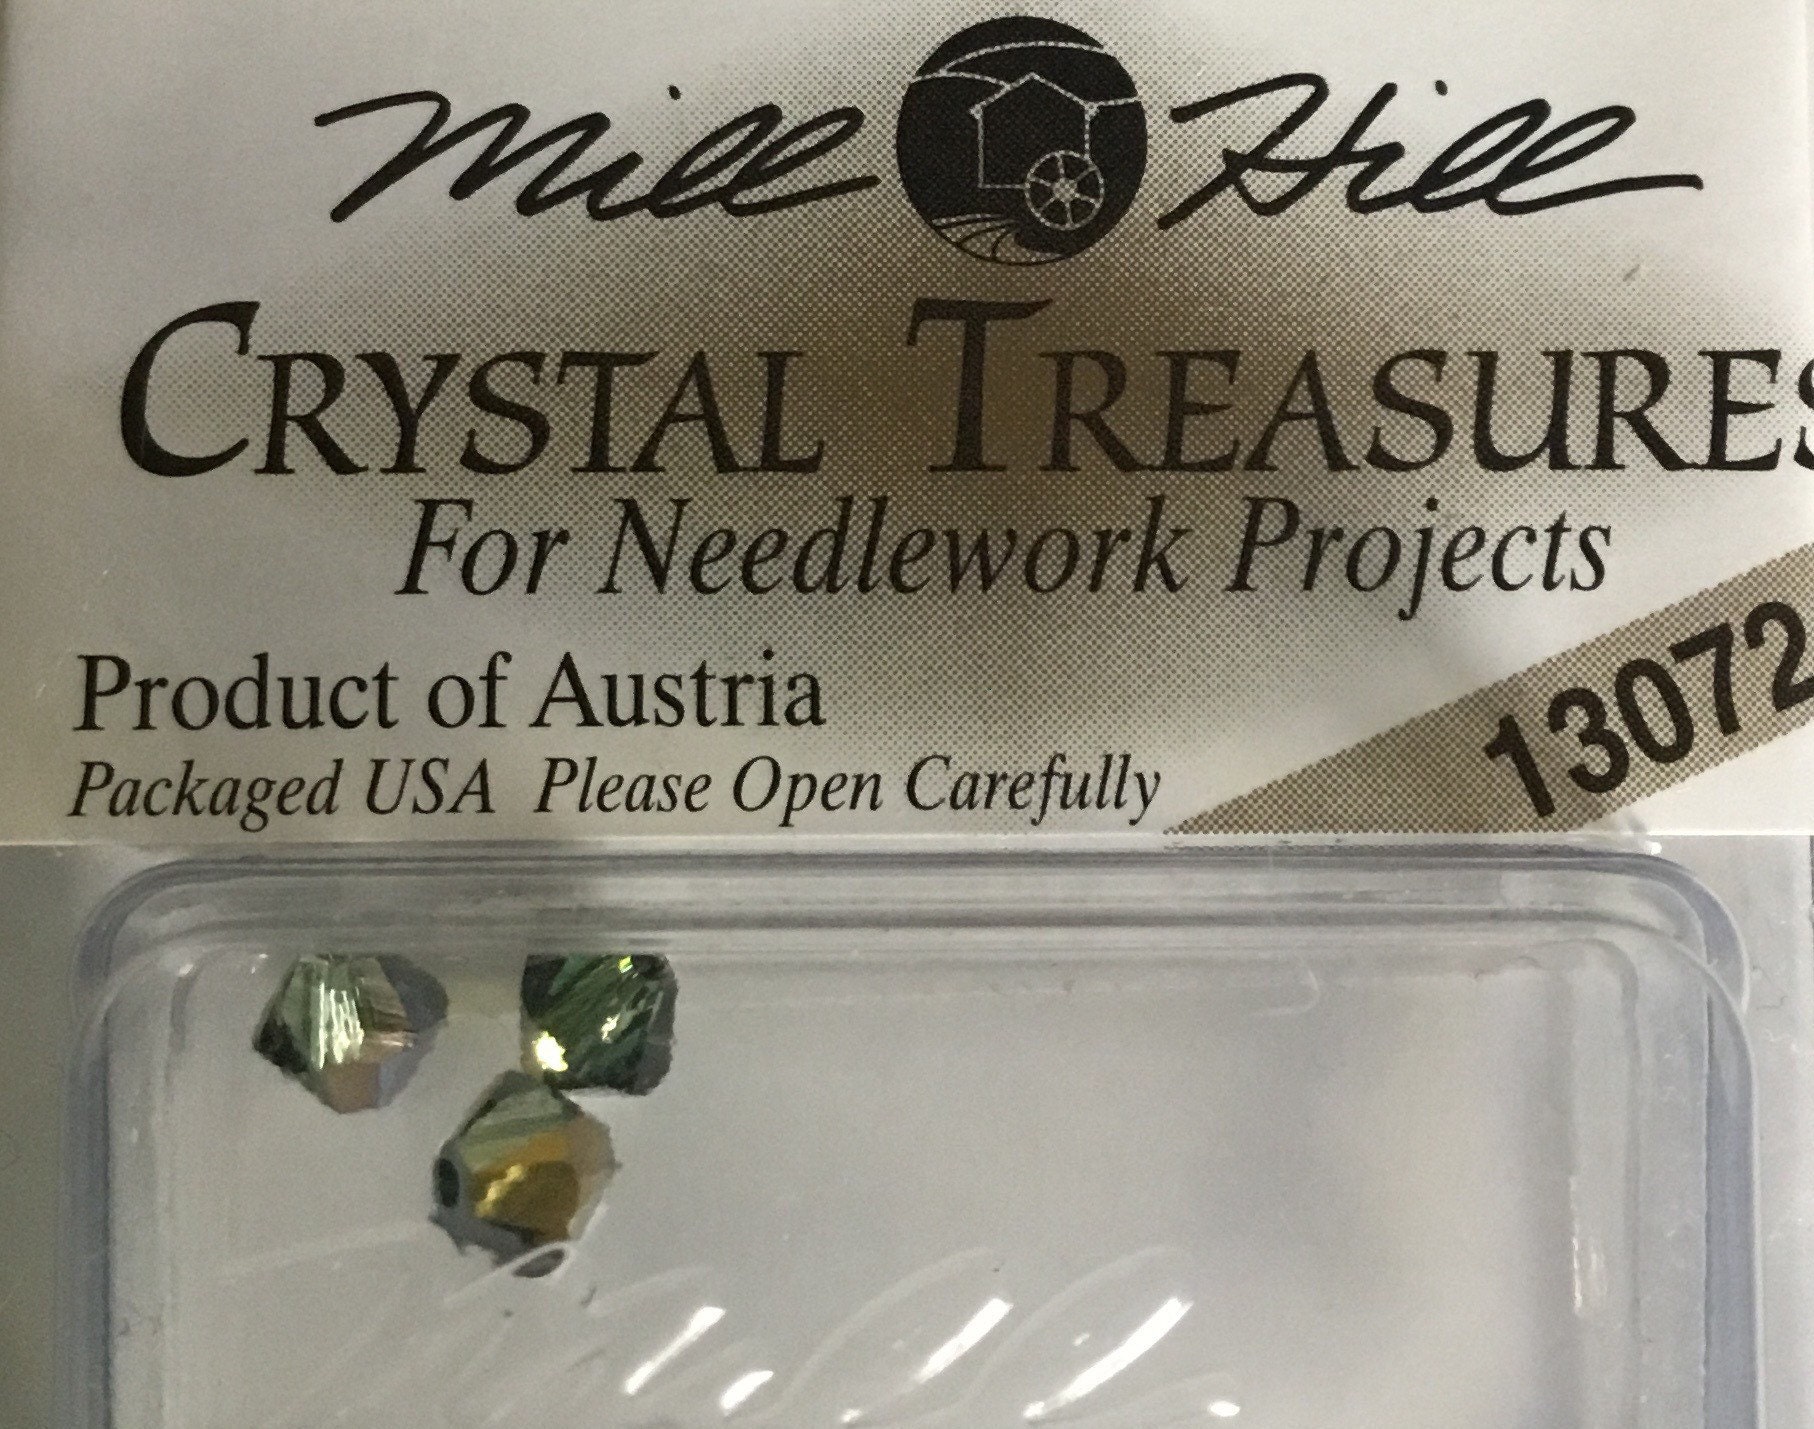 Mill Hill
CRYSTAL TREASURES
For Needlework Projects
Product of Austria
Packaged USA Please Open Carefully
13072